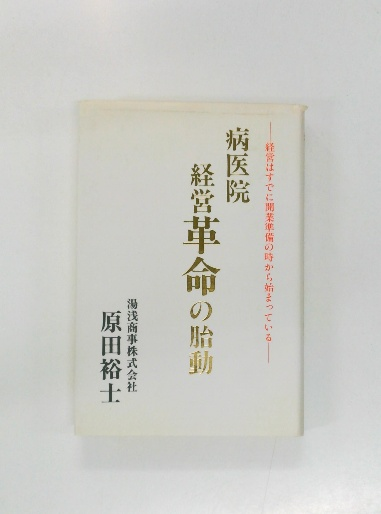 ——経営はすでに開業準備の時から始まっている——
病医院
経営革命の胎動
湯浅商事株式会社
原田裕士